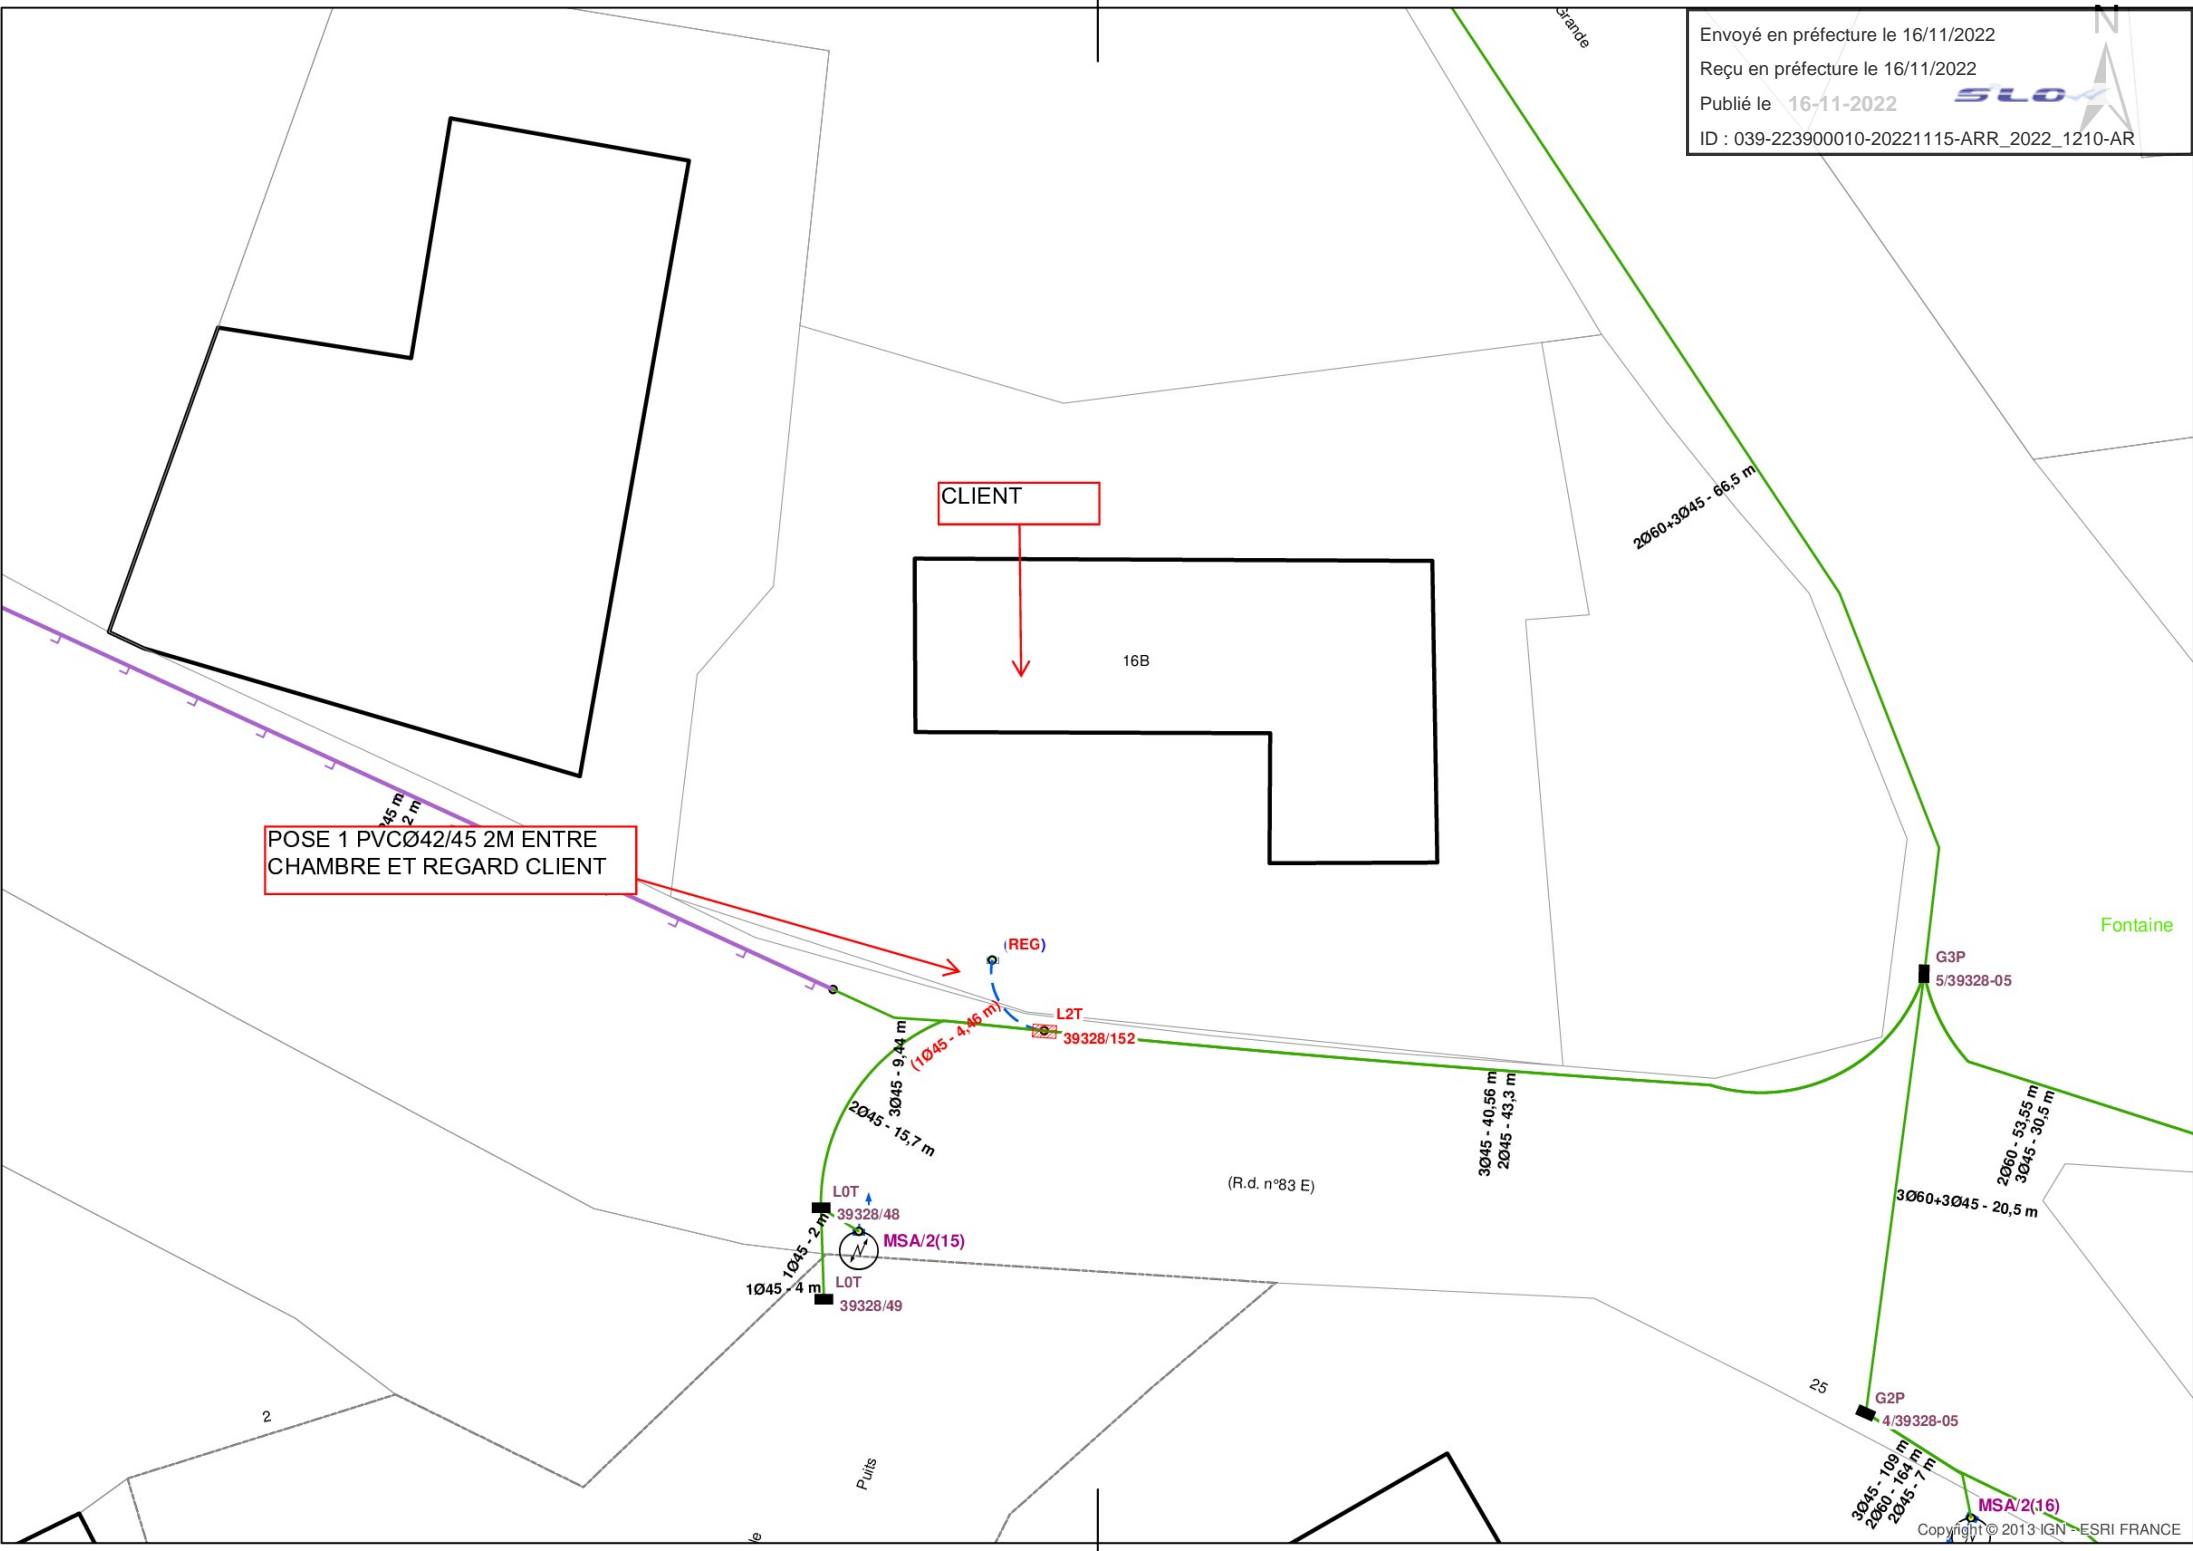 Grande
N
Envoyé en préfecture le 16/11/2022
Reçu en préfecture le 16/11/2022
Publié le 16-11-2022
SLO
ID : 039-223900010-20221115-ARR_2022_1210-AR
2Ø60+3Ø45 - 66,5 m
CLIENT
16B
45 m
2 m
POSE 1 PVCØ42/45 2M ENTRE
CHAMBRE ET REGARD CLIENT
Fontaine
(REG)
G3P
5/39328-05
L2T
39328/152
(1Ø45 - 4,46 m)
3Ø45 - 9,44 m
2Ø45 - 15,7 m
3Ø45 - 40,56 m
2Ø45 - 43,3 m
2Ø60 - 53,55 m
3Ø45 - 30,5 m
(R.d. n°83 E)
3Ø60+3Ø45 - 20,5 m
L0T
39328/48
MSA/2(15)
1Ø45 - 2 m
1Ø45 - 4 m
L0T
39328/49
25
G2P
4/39328-05
2
Puits
3Ø45 - 109 m
2Ø60 - 164 m
2Ø45 - 7 m
MSA/2(16)
le
Copyright © 2013 IGN - ESRI FRANCE